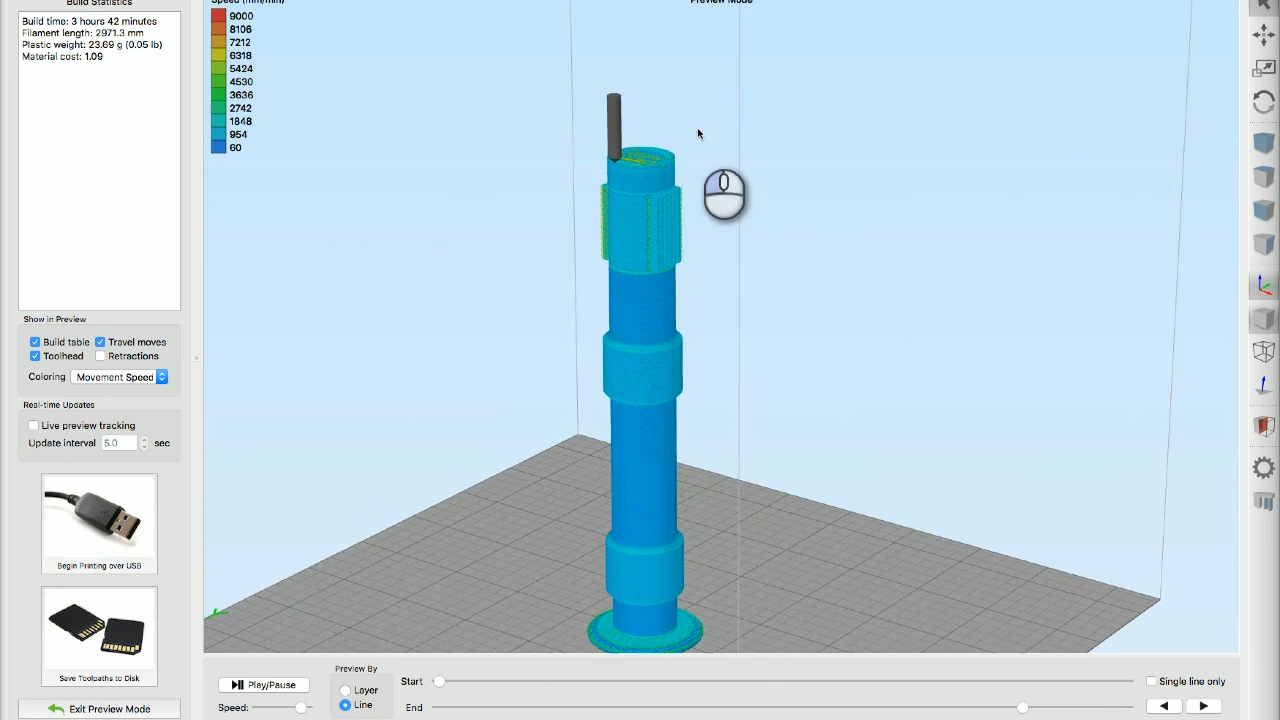 Build Statistics
Build time: 3 hours 42 minutes
Filament length: 2971.3 mm
Plastic weight: 23.69 g (0.05 lb)
Material cost: 1.09
Speed (mm/min)
9000
8106
7212
6318
5424
4530
3636
2742
1848
954
60
Preview Mode
Show in Preview
Build table
Travel moves
Toolhead
Retractions
Coloring
Movement Speed
Real-time Updates
Live preview tracking
Update interval 5.0 sec
Begin Printing over USB
Save Toolpaths to Disk
Exit Preview Mode
Play/Pause
Speed:
Preview By
Layer
Line
Start
End
Single line only